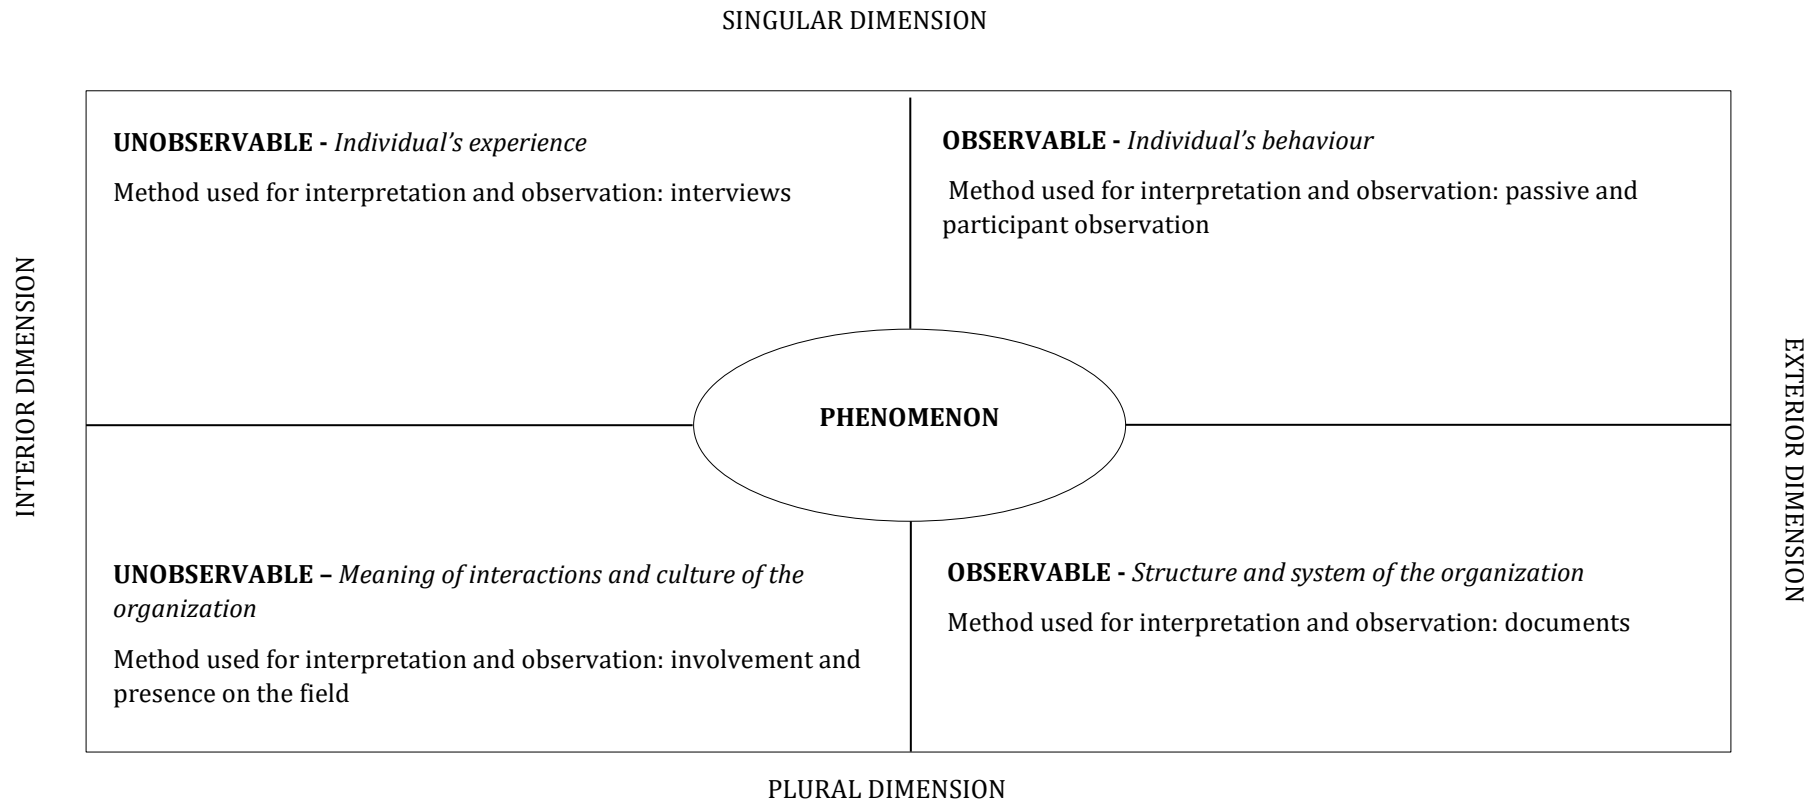 SINGULAR DIMENSION
UNOBSERVABLE - Individual’s experience
Method used for interpretation and observation: interviews
OBSERVABLE - Individual’s behaviour
Method used for interpretation and observation: passive and
participant observation
INTERIOR DIMENSION
PHENOMENON
EXTERIOR DIMENSION
UNOBSERVABLE – Meaning of interactions and culture of the
organization
Method used for interpretation and observation: involvement and
presence on the field
OBSERVABLE - Structure and system of the organization
Method used for interpretation and observation: documents
PLURAL DIMENSION